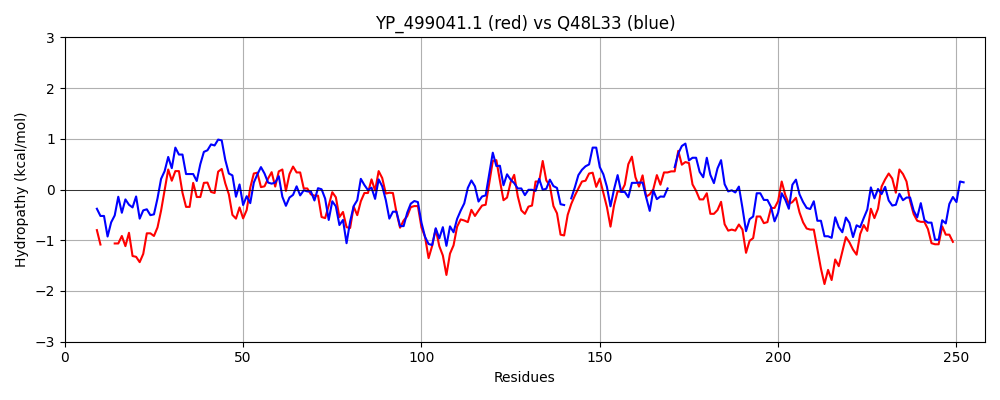 YP_499041.1 (red) vs Q48L33 (blue)
Hydropathy (kcal/mol)
3
2
1
0
−1
−2
−3
0 50 100 150 200 250
Residues